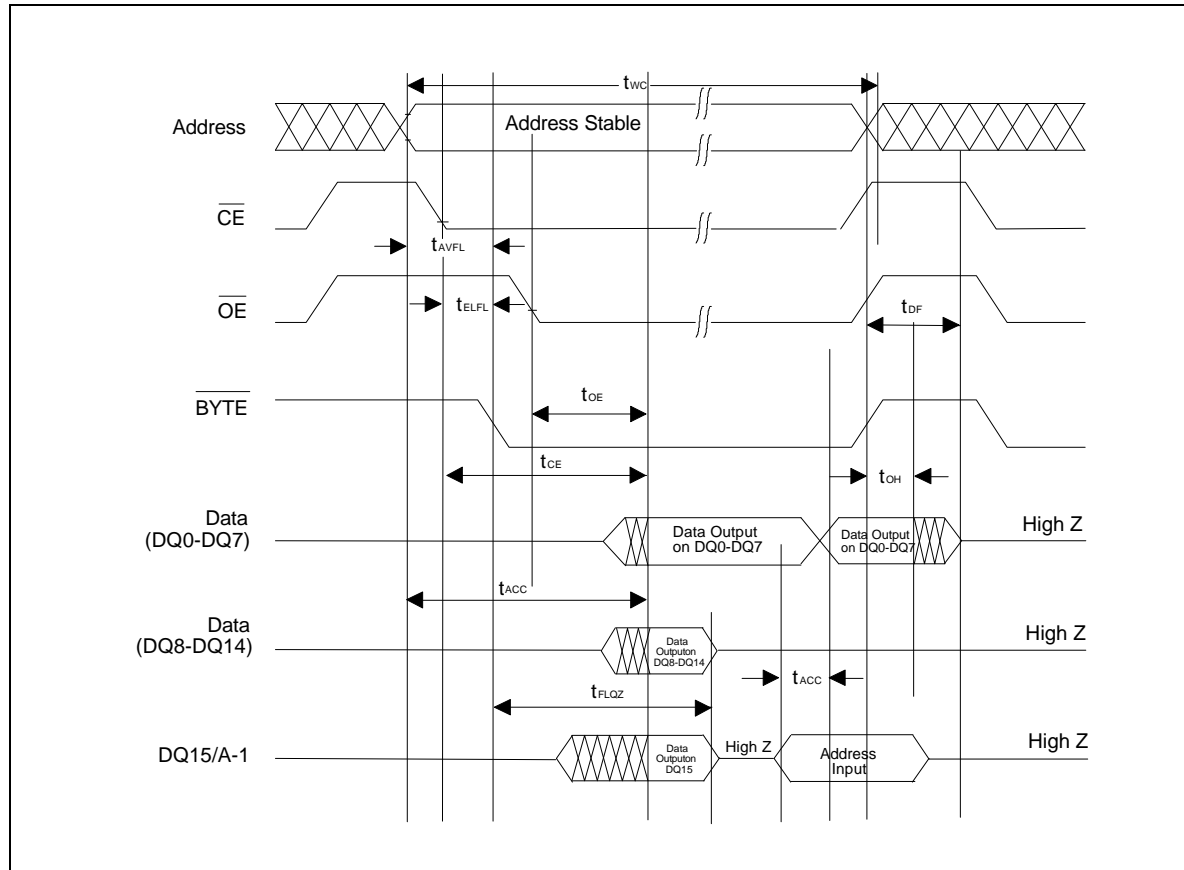 tWC
Address
Address Stable
CE
tAVFL
OE
tELFL
tDF
BYTE
tOE
tCE
tOH
Data
(DQ0-DQ7)
Data Output
on DQ0-DQ7
Data Output
on DQ0-DQ7
High Z
tACC
Data
(DQ8-DQ14)
Data
Outputon
DQ8-DQ14
High Z
tACC
tFLQZ
DQ15/A-1
Data
Outputon
DQ15
High Z
Address
Input
High Z